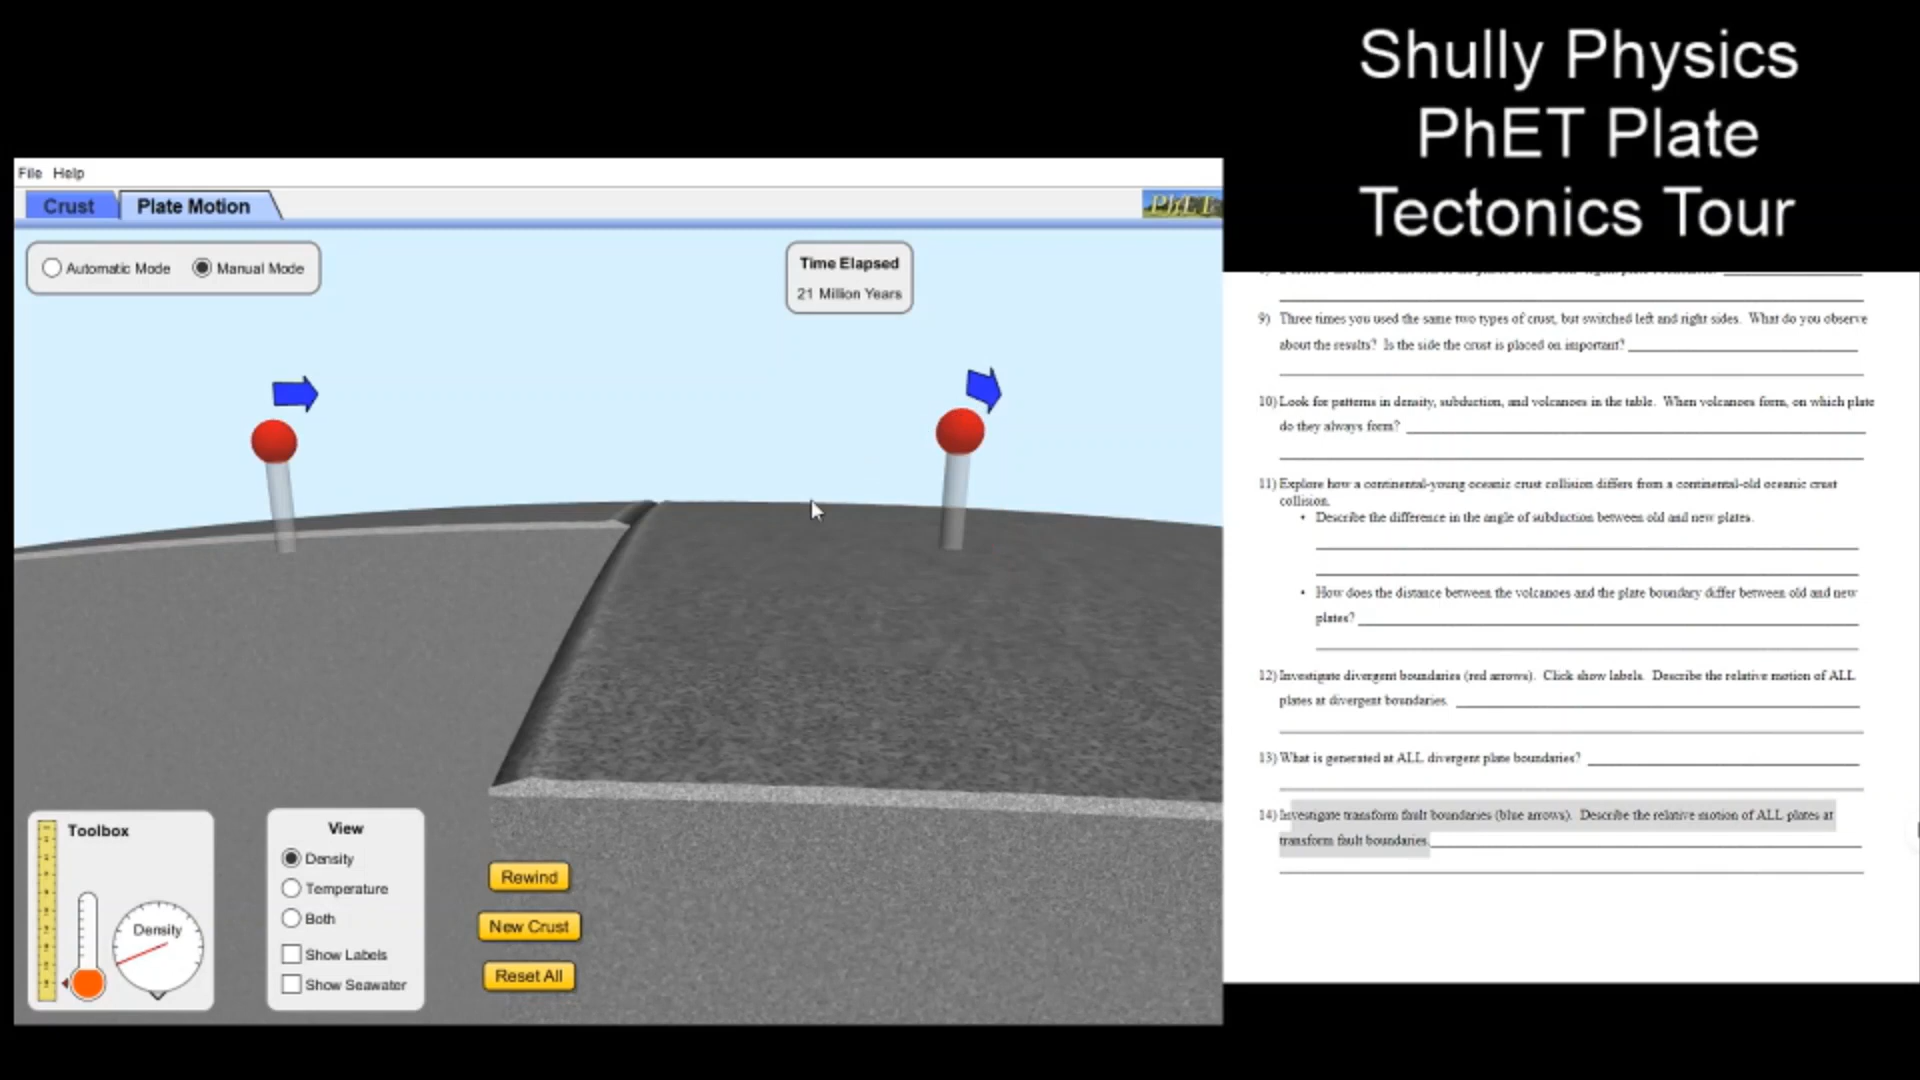 Shully Physics
PhET Plate
Tectonics Tour
File Help
Crust Plate Motion
PhET
Automatic Mode Manual Mode
Time Elapsed
21 Million Years
Toolbox
Density
View
Density
Temperature
Both
Show Labels
Show Seawater
Rewind
New Crust
Reset All
9) Three times you used the same two types of crust, but switched left and right sides. What do you observe
about the results? Is the side the crust is placed on important?
10) Look for patterns in density, subduction, and volcanoes in the table. When volcanoes form, on which plate
do they always form?
11) Explore how a continental-young oceanic crust collision differs from a continental-old oceanic crust
collision.
• Describe the difference in the angle of subduction between old and new plates.
• How does the distance between the volcanoes and the plate boundary differ between old and new
plates?
12) Investigate divergent boundaries (red arrows). Click show labels. Describe the relative motion of ALL
plates at divergent boundaries.
13) What is generated at ALL divergent plate boundaries?
14) Investigate transform fault boundaries (blue arrows). Describe the relative motion of ALL plates at
transform fault boundaries.